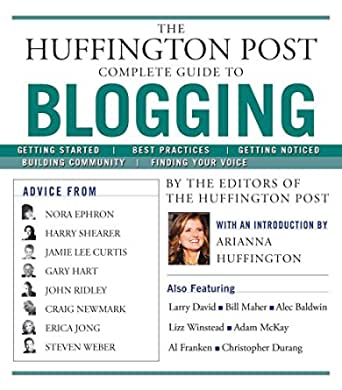 THE
HUFFINGTON POST
COMPLETE GUIDE TO
BLOGGING
GETTING STARTED | BEST PRACTICES | GETTING NOTICED
BUILDING COMMUNITY | FINDING YOUR VOICE
ADVICE FROM
NORA EPHRON
HARRY SHEARER
JAMIE LEE CURTIS
GARY HART
JOHN RIDLEY
CRAIG NEWMARK
ERICA JONG
STEVEN WEBER
BY THE EDITORS OF
THE HUFFINGTON POST
WITH AN INTRODUCTION BY
ARIANNA
HUFFINGTON
Also Featuring
Larry David ■ Bill Maher ■ Alec Baldwin
Lizz Winstead ■ Adam McKay
Al Franken ■ Christopher Durang